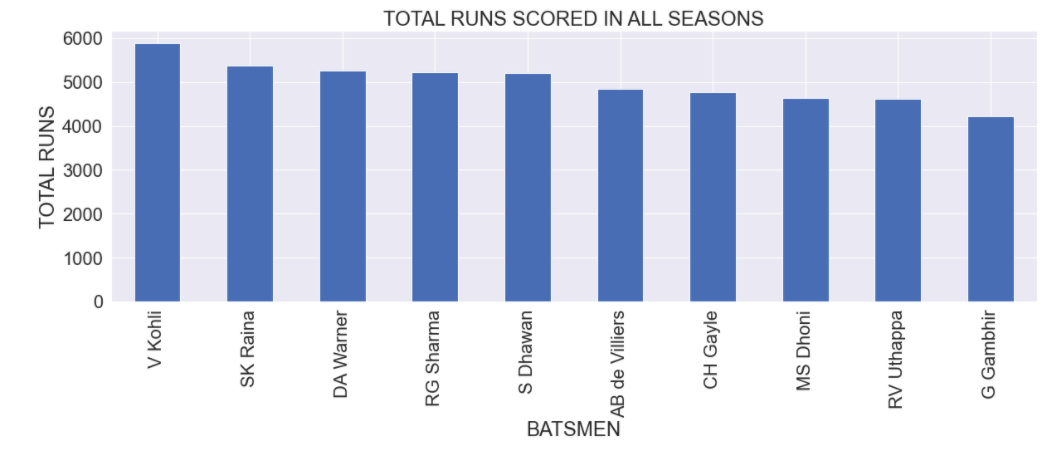 TOTAL RUNS SCORED IN ALL SEASONS
TOTAL RUNS
6000
5000
4000
3000
2000
1000
0
V Kohli
SK Raina
DA Warner
RG Sharma
S Dhawan
AB de Villiers
CH Gayle
MS Dhoni
RV Uthappa
G Gambhir
BATSMEN